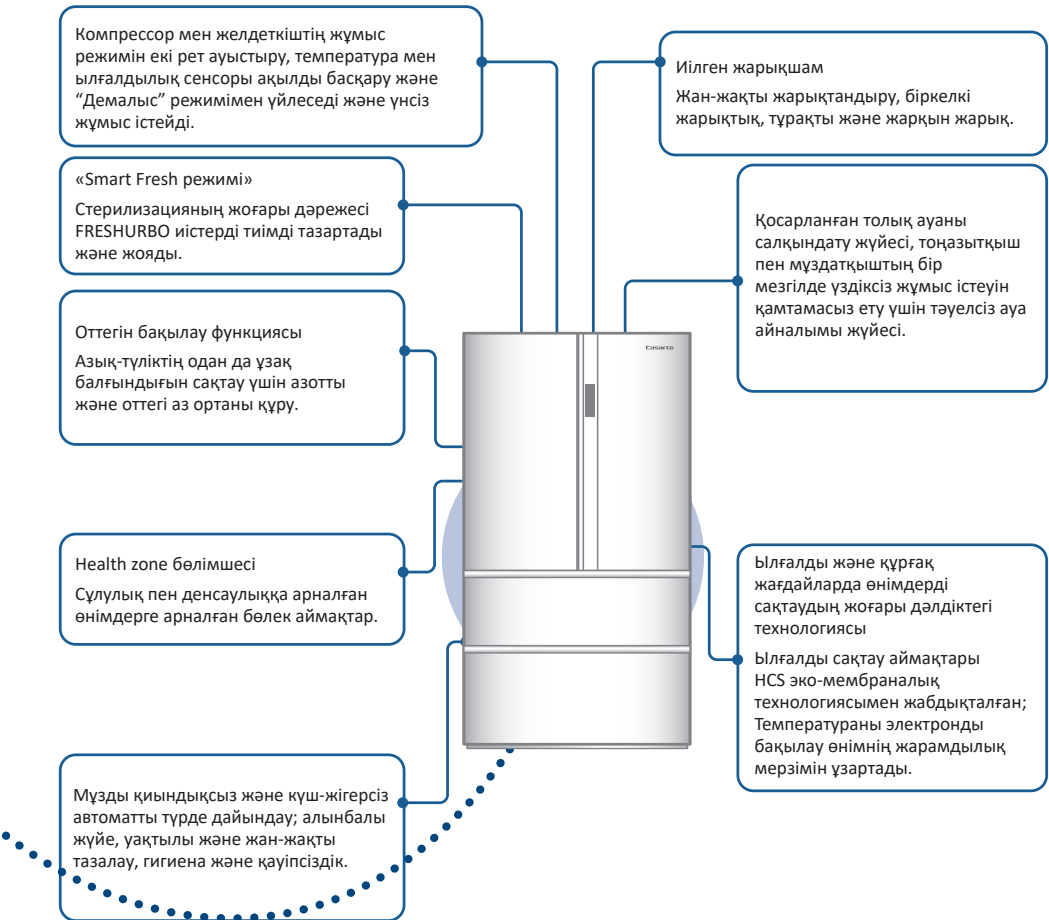 Компрессор мен желдеткіштің жұмыс
режимін екі рет ауыстыру, температура мен
ылғалдылық сенсоры ақылды басқару және
“Демалыс” режимімен үйлеседі және үнсіз
жұмыс істейді.
«Smart Fresh режимі»
Стерилизацияның жоғары дәрежесі
FRESHURBO иістерді тиімді тазартады
және жояды.
Оттегін бақылау функциясы
Азық-түліктің одан да ұзақ
балғындығын сақтау үшін азотты
және оттегі аз ортаны құру.
Health zone бөлімшесі
Сұлулық пен денсаулыққа арналған
өнімдерге арналған бөлек аймақтар.
Мұзды қиындықсыз және күш-жігерсіз
автоматты түрде дайындау; алынбалы
жүйе, уақтылы және жан-жақты
тазалау, гигиена және қауіпсіздік.
Casarte
Иілген жарықшам
Жан-жақты жарықтандыру, біркелкі
жарықтық, тұрақты және жарқын жарық.
Қосарланған толық ауаны
салқындату жүйесі, тоңазытқыш
пен мұздатқыштың бір
мезгілде үздіксіз жұмыс істеуін
қамтамасыз ету үшін тәуелсіз ауа
айналымы жүйесі.
Ылғалды және құрғақ
жағдайларда өнімдерді
сақтаудың жоғары дәлдіктегі
технологиясы
Ылғалды сақтау аймақтары
HCS эко-мембраналық
технологиясымен жабдықталған;
Температураны электронды
бақылау өнімнің жарамдылық
мерзімін ұзартады.